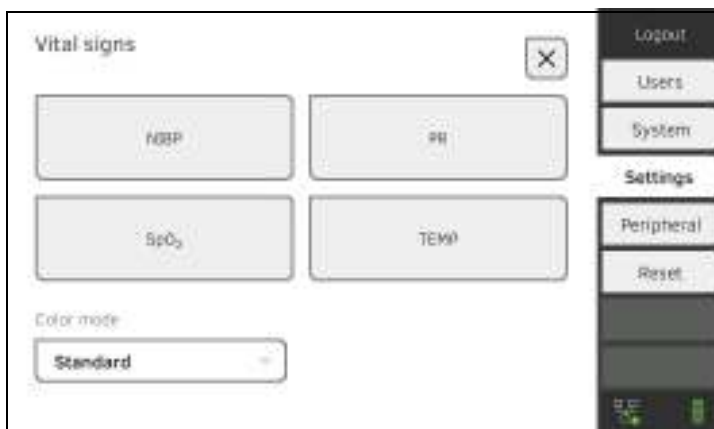 Vital signs
NIBP
PR
SpO₂
TEMP
Color mode
Standard
Logout
Users
System
Settings
Peripheral
Reset